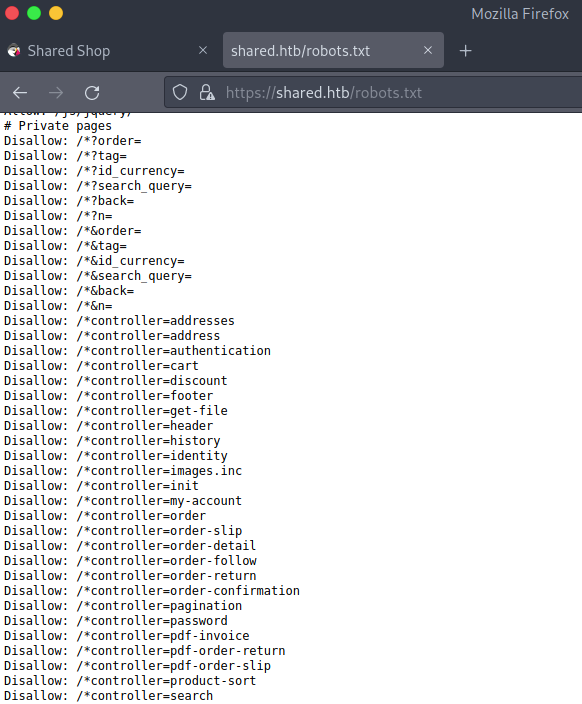 Mozilla Firefox
Shared Shop
shared.htb/robots.txt
https://shared.htb/robots.txt
Allow: /js/jquery/
# Private pages
Disallow: /*?order=
Disallow: /*?tag=
Disallow: /*?id_currency=
Disallow: /*?search_query=
Disallow: /*?back=
Disallow: /*?n=
Disallow: /*&order=
Disallow: /*&tag=
Disallow: /*&id_currency=
Disallow: /*&search_query=
Disallow: /*&back=
Disallow: /*&n=
Disallow: /*controller=addresses
Disallow: /*controller=address
Disallow: /*controller=authentication
Disallow: /*controller=cart
Disallow: /*controller=discount
Disallow: /*controller=footer
Disallow: /*controller=get-file
Disallow: /*controller=header
Disallow: /*controller=history
Disallow: /*controller=identity
Disallow: /*controller=images.inc
Disallow: /*controller=init
Disallow: /*controller=my-account
Disallow: /*controller=order
Disallow: /*controller=order-slip
Disallow: /*controller=order-detail
Disallow: /*controller=order-follow
Disallow: /*controller=order-return
Disallow: /*controller=order-confirmation
Disallow: /*controller=pagination
Disallow: /*controller=password
Disallow: /*controller=pdf-invoice
Disallow: /*controller=pdf-order-return
Disallow: /*controller=pdf-order-slip
Disallow: /*controller=product-sort
Disallow: /*controller=search